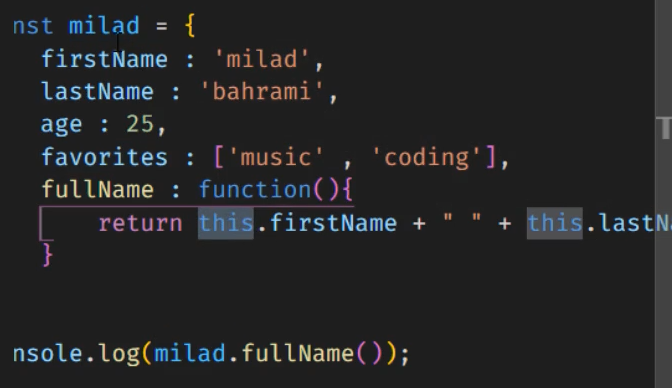 nst milad = {
firstName : 'milad',
lastName : 'bahrami',
age : 25,
favorites : ['music' , 'coding'],
fullName : function(){
return this.firstName + " " + this.lastNa
}
nsole.log(milad.fullName());
T